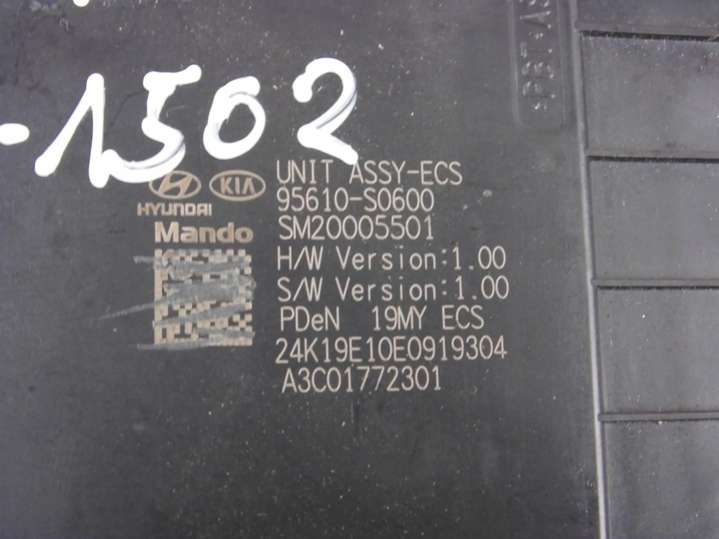 -1502
UNIT ASSY-ECS
KIA
95610-S0600
HYUNDAI
SM20005501
Mando
H/W Version:1.00
S/W Version:1.00
PDeN 19MY ECS
24K19E10E0919304
A3C01772301